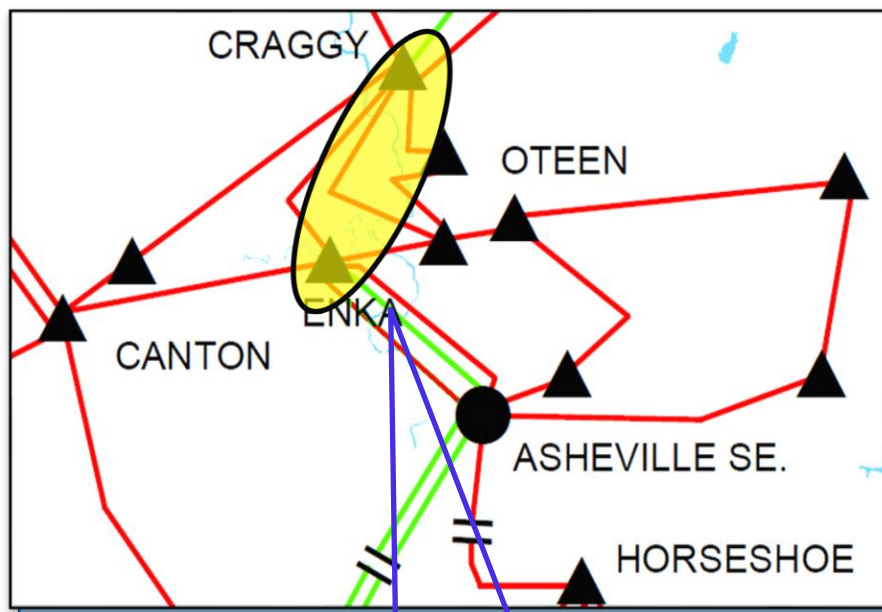 CRAGGY
OTEEN
ENKA
CANTON
ASHEVILLE SE.
HORSESHOE